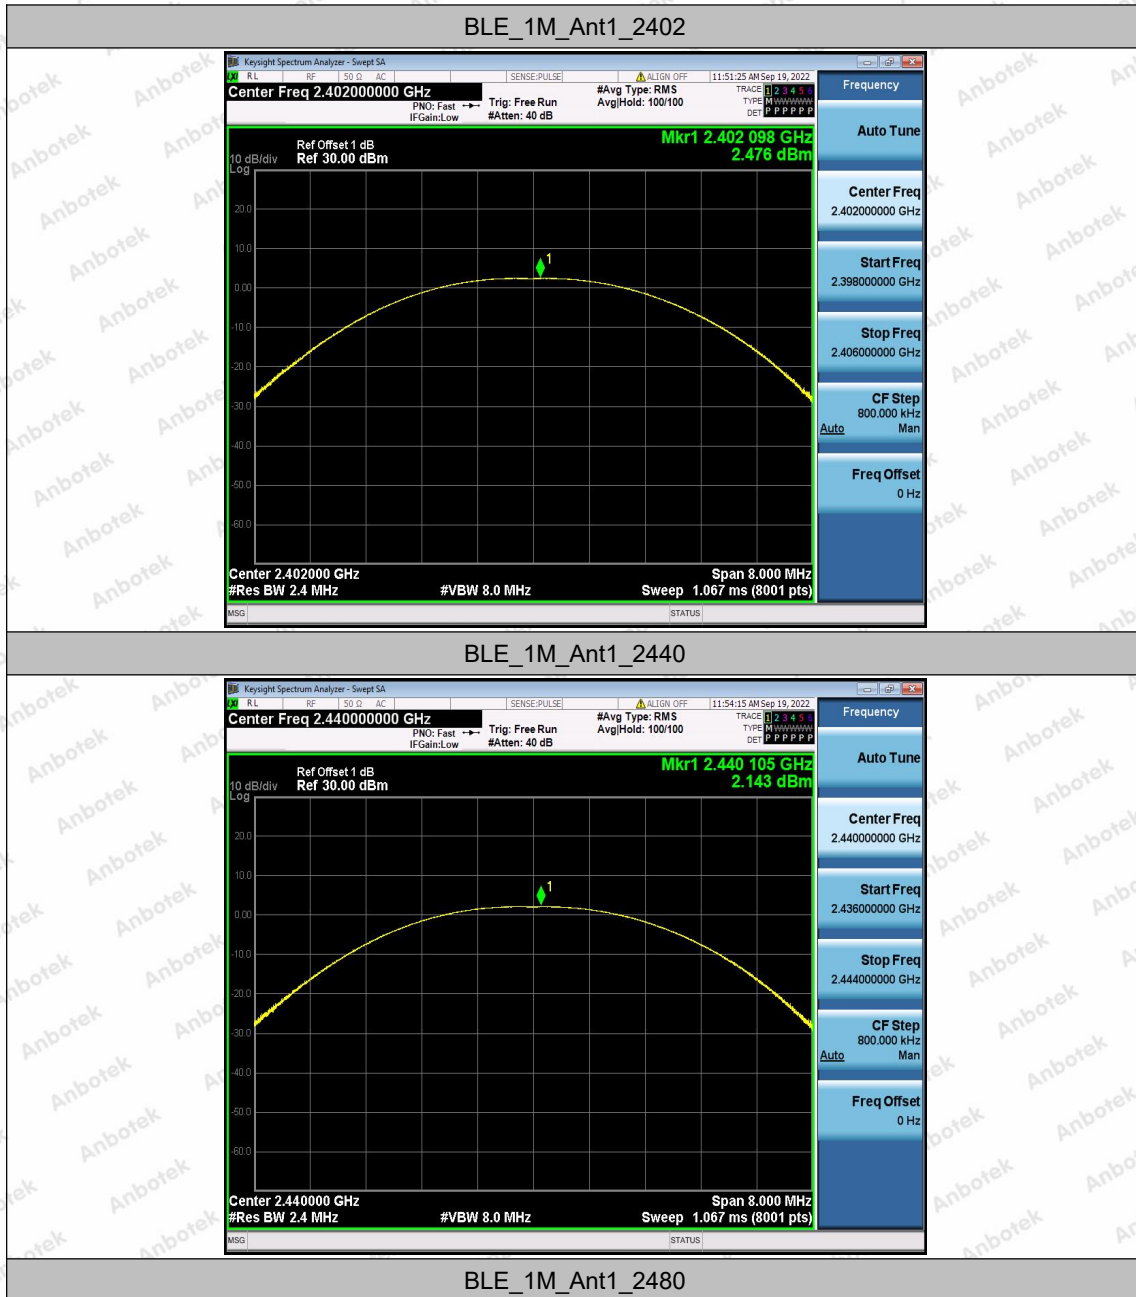 BLE_1M_Ant1_2402
Keysight Spectrum Analyzer - Swept SA
RL RF 50 Ω AC SENSE:PULSE ALIGN OFF 11:51:25 AM Sep 19, 2022
Center Freq 2.402000000 GHz
PNO: Fast
IFGain:Low
Trig: Free Run
#Atten: 40 dB
#Avg Type: RMS
Avg|Hold: 100/100
TRACE 1 2 3 4 5 6
TYPE M WWWWW
DET P P P P P P
Frequency
Ref Offset 1 dB
10 dB/div Ref 30.00 dBm
Log
Mkr1 2.402 098 GHz
2.476 dBm
20.0
10.0
0.00
-10.0
-20.0
-30.0
-40.0
-50.0
-60.0
1
Center 2.402000 GHz Span 8.000 MHz
#Res BW 2.4 MHz #VBW 8.0 MHz Sweep 1.067 ms (8001 pts)
MSG STATUS
Auto Tune
Center Freq
2.402000000 GHz
Start Freq
2.398000000 GHz
Stop Freq
2.406000000 GHz
CF Step
800.000 kHz
Auto Man
Freq Offset
0 Hz
BLE_1M_Ant1_2440
Keysight Spectrum Analyzer - Swept SA
RL RF 50 Ω AC SENSE:PULSE ALIGN OFF 11:54:15 AM Sep 19, 2022
Center Freq 2.440000000 GHz
PNO: Fast
IFGain:Low
Trig: Free Run
#Atten: 40 dB
#Avg Type: RMS
Avg|Hold: 100/100
TRACE 1 2 3 4 5 6
TYPE M WWWWW
DET P P P P P P
Frequency
Ref Offset 1 dB
10 dB/div Ref 30.00 dBm
Log
Mkr1 2.440 105 GHz
2.143 dBm
20.0
10.0
0.00
-10.0
-20.0
-30.0
-40.0
-50.0
-60.0
1
Center 2.440000 GHz Span 8.000 MHz
#Res BW 2.4 MHz #VBW 8.0 MHz Sweep 1.067 ms (8001 pts)
MSG STATUS
Auto Tune
Center Freq
2.440000000 GHz
Start Freq
2.436000000 GHz
Stop Freq
2.444000000 GHz
CF Step
800.000 kHz
Auto Man
Freq Offset
0 Hz
BLE_1M_Ant1_2480
Anbotek